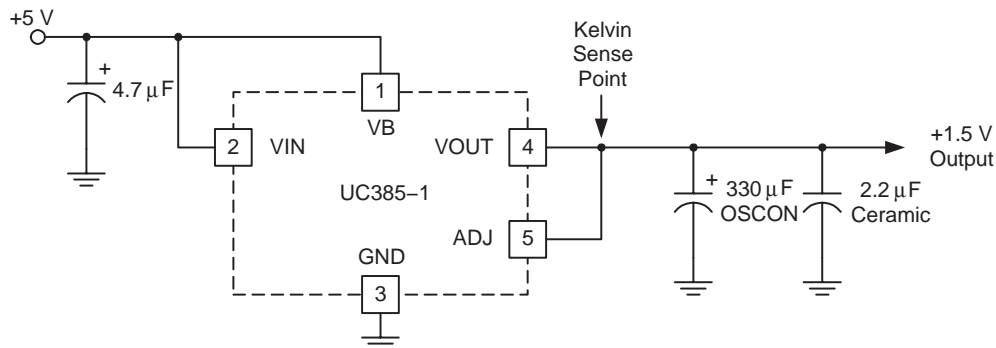 +5 V
+
4.7 µF
1
VB
2
VIN
UC385–1
VOUT
4
ADJ
5
GND
3
Kelvin
Sense
Point
+1.5 V
Output
+
330 µF
OSCON
2.2 µF
Ceramic